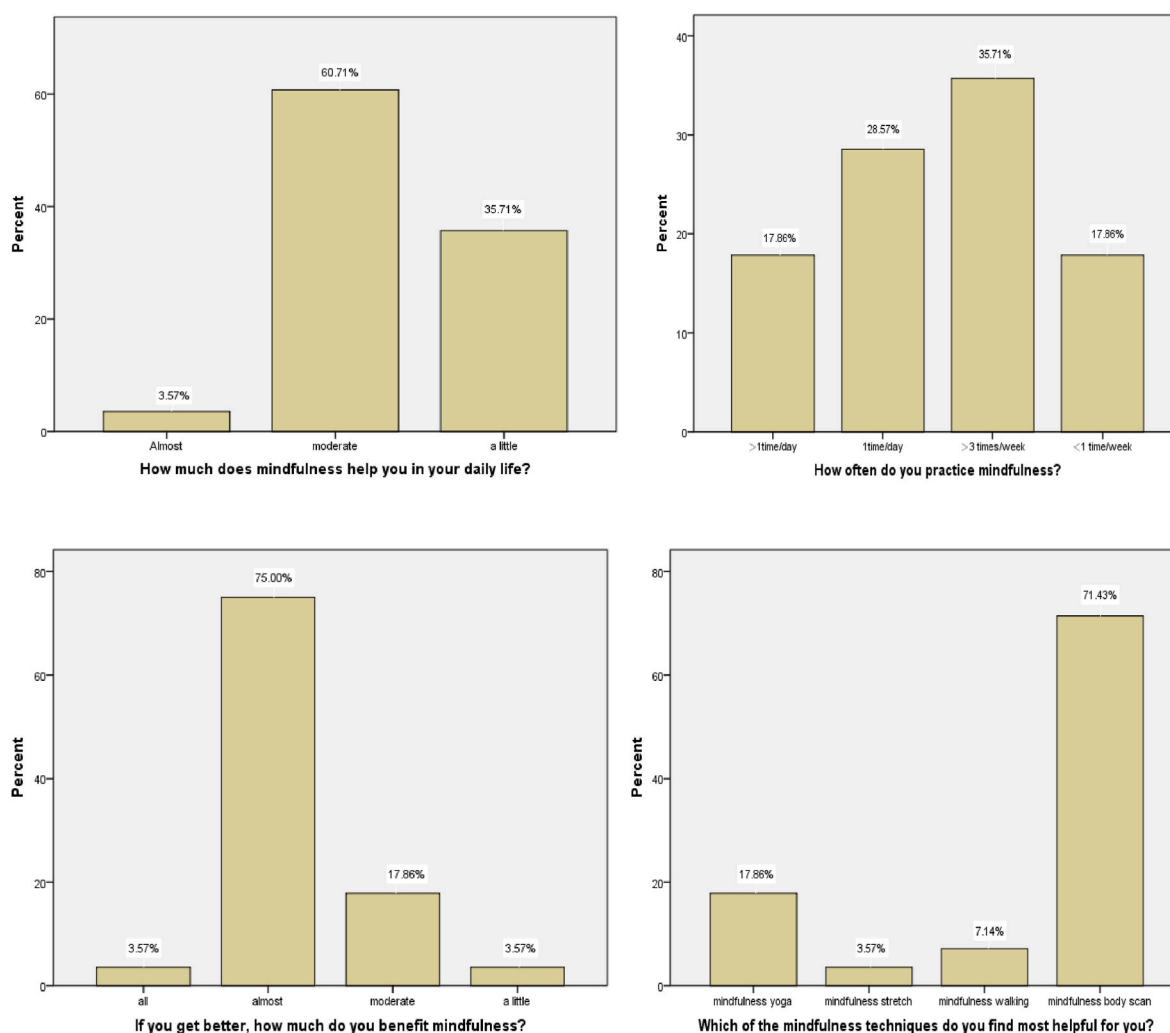 60.71%
60
40
35.71%
Percent
20
3.57%
0
Almost
moderate
a little
How much does mindfulness help you in your daily life?
40
35.71%
30
28.57%
Percent
20
17.86%
17.86%
10
0
>1time/day
1time/day
>3 times/week
<1 time/week
How often do you practice mindfulness?
80
75.00%
60
Percent
40
20
17.86%
3.57%
3.57%
0
all
almost
moderate
a little
If you get better, how much do you benefit mindfulness?
80
71.43%
60
Percent
40
20
17.86%
3.57%
7.14%
0
mindfulness yoga
mindfulness stretch
mindfulness walking
mindfulness body scan
Which of the mindfulness techniques do you find most helpful for you?